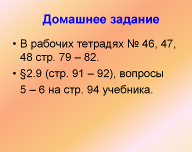 Домашнее задание
• В рабочих тетрадях № 46, 47,
48 стр. 79 – 82.
• §2.9 (стр. 91 – 92), вопросы
5 – 6 на стр. 94 учебника.